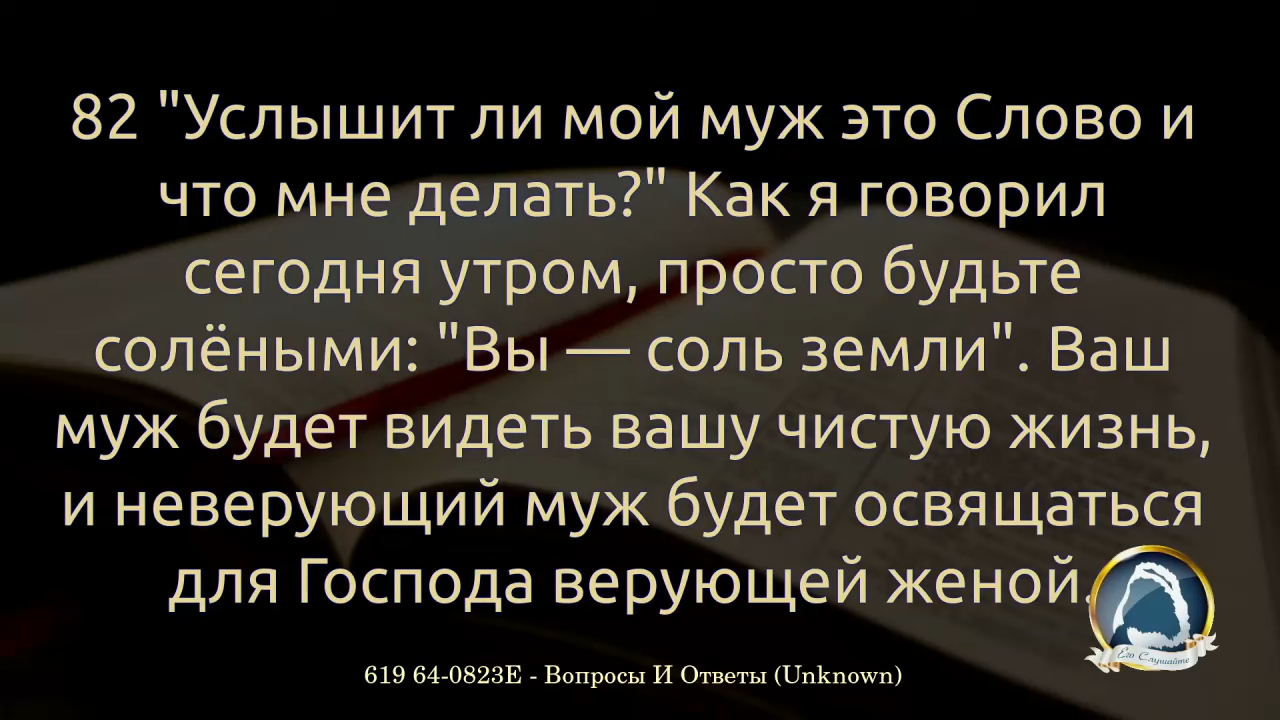 82 "Услышит ли мой муж это Слово и
что мне делать?" Как я говорил
сегодня утром, просто будьте
солёными: "Вы — соль земли". Ваш
муж будет видеть вашу чистую жизнь,
и неверующий муж будет освящаться
для Господа верующей женой.
Его Слушайте
619 64-0823E - Вопросы И Ответы (Unknown)